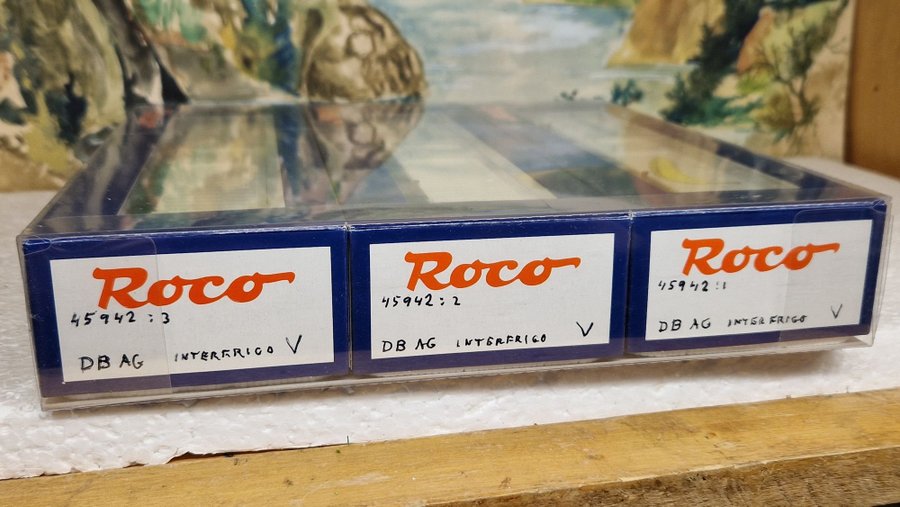 Roco
45942:3
DB AG INTERFRIGO V
Roco
45942:2
DB AG INTERFRIGO V
Roco
45942:1
DB AG INTERFRIGO V